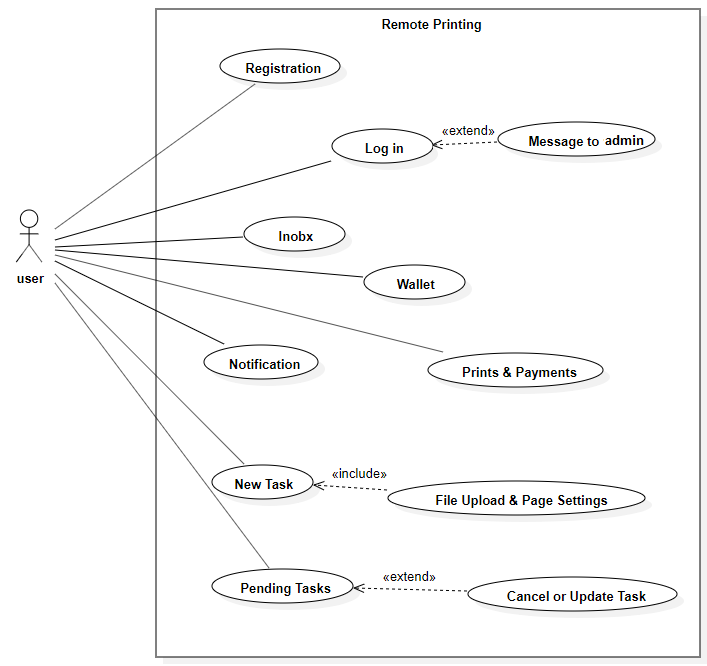 Remote Printing
Registration
«extend»
Log in
Message to admin
Inobx
user
Wallet
Notification
Prints & Payments
«include»
New Task
File Upload & Page Settings
«extend»
Pending Tasks
Cancel or Update Task